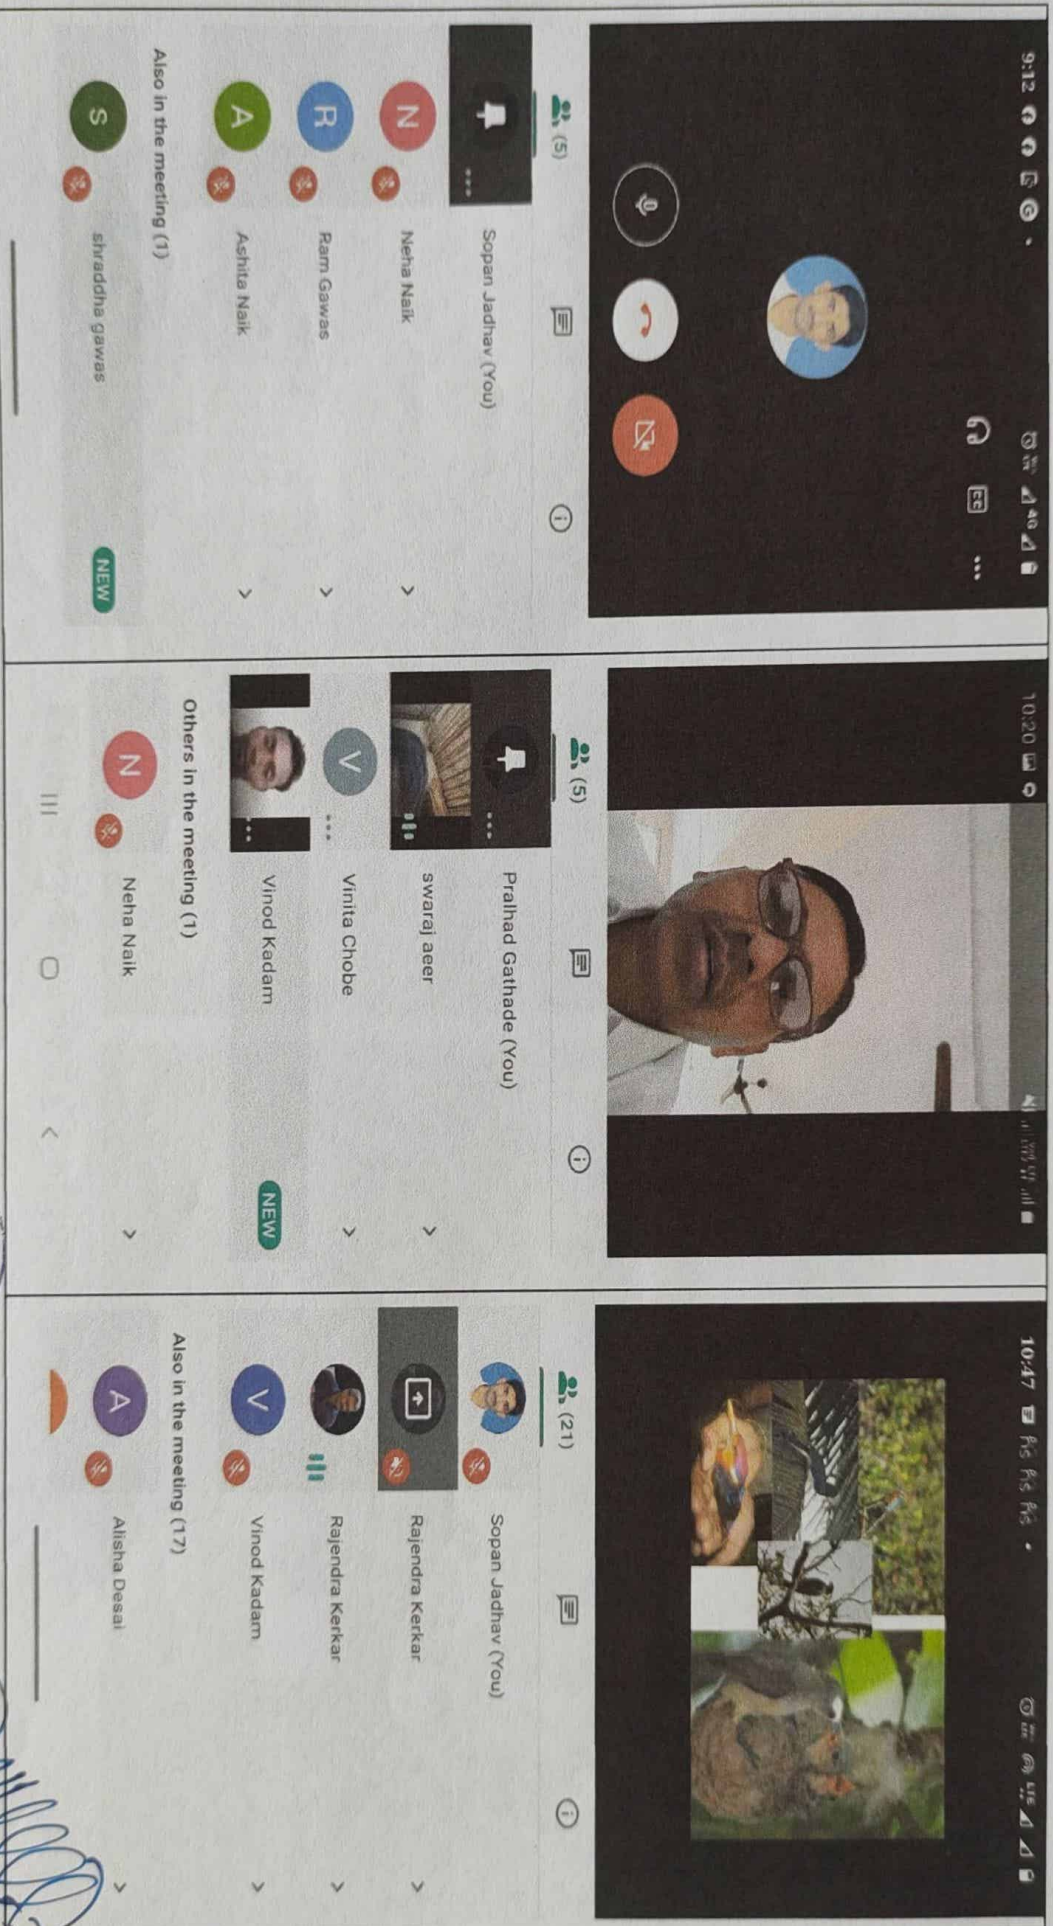 9:12
4G
CC
(5)
Sopan Jadhav (You)
N
Neha Naik
R
Ram Gawas
A
Ashita Naik
Also in the meeting (1)
S
shraddha gawas
NEW
10:20
(5)
Pralhad Gathade (You)
swaraj aeer
V
Vinita Chobe
Vinod Kadam
NEW
Others in the meeting (1)
N
Neha Naik
10:47
LTE
(21)
Sopan Jadhav (You)
Rajendra Kerkar
Rajendra Kerkar
V
Vinod Kadam
Also in the meeting (17)
A
Alisha Desai